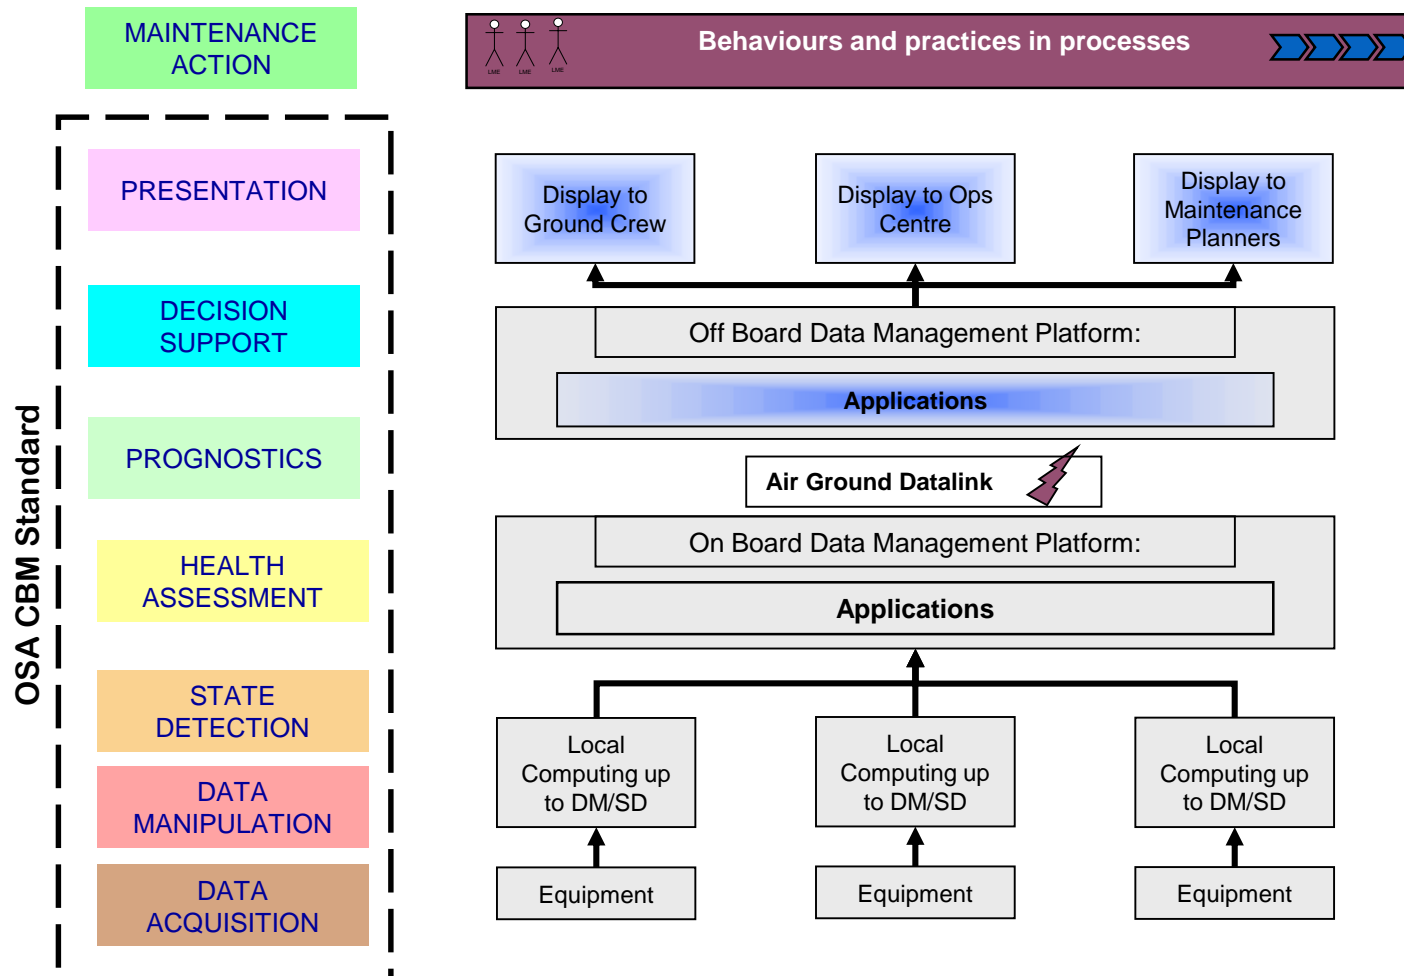 MAINTENANCE
ACTION
Behaviours and practices in processes
LME
LME
LME
OSA CBM Standard
PRESENTATION
Display to
Ground Crew
Display to Ops
Centre
Display to
Maintenance
Planners
DECISION
SUPPORT
Off Board Data Management Platform:
Applications
PROGNOSTICS
Air Ground Datalink
HEALTH
ASSESSMENT
On Board Data Management Platform:
Applications
STATE
DETECTION
DATA
MANIPULATION
Local
Computing up
to DM/SD
Local
Computing up
to DM/SD
Local
Computing up
to DM/SD
DATA
ACQUISITION
Equipment
Equipment
Equipment